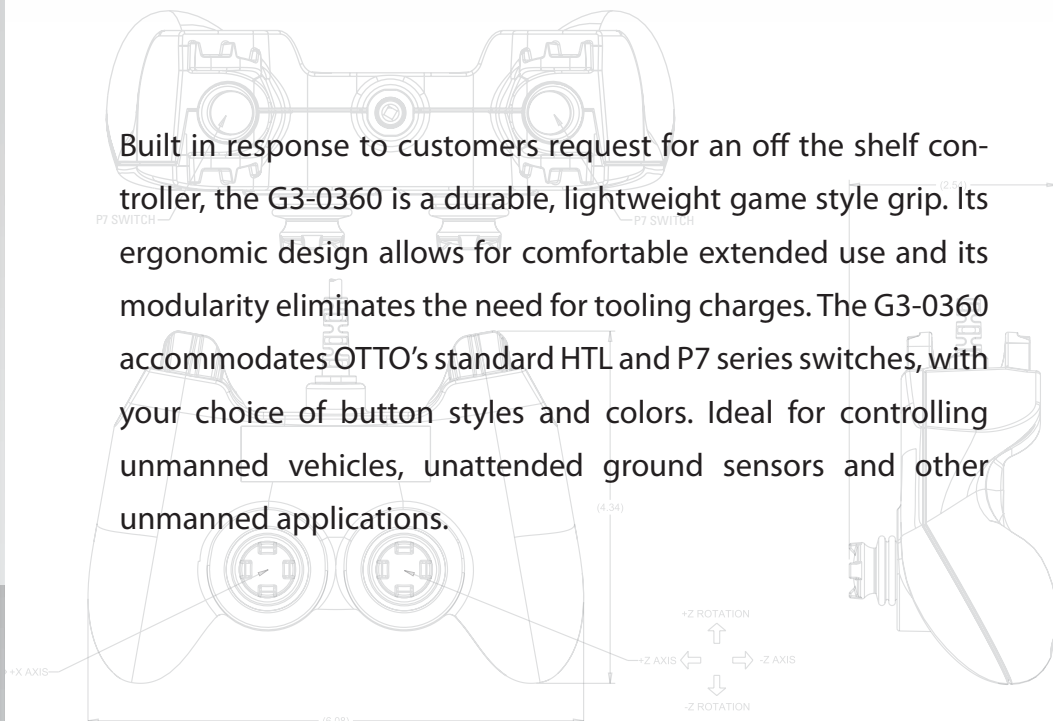 Built in response to customers request for an off the shelf con-
troller, the G3-0360 is a durable, lightweight game style grip. Its
ergonomic design allows for comfortable extended use and its
modularity eliminates the need for tooling charges. The G3-0360
accommodates OTTO’s standard HTL and P7 series switches, with
your choice of button styles and colors. Ideal for controlling
unmanned vehicles, unattended ground sensors and other
unmanned applications.
P7 SWITCH
P7 SWITCH
(2.54)
(4.34)
+Z ROTATION
+X AXIS
+Z AXIS
-Z AXIS
-Z ROTATION
(6.08)